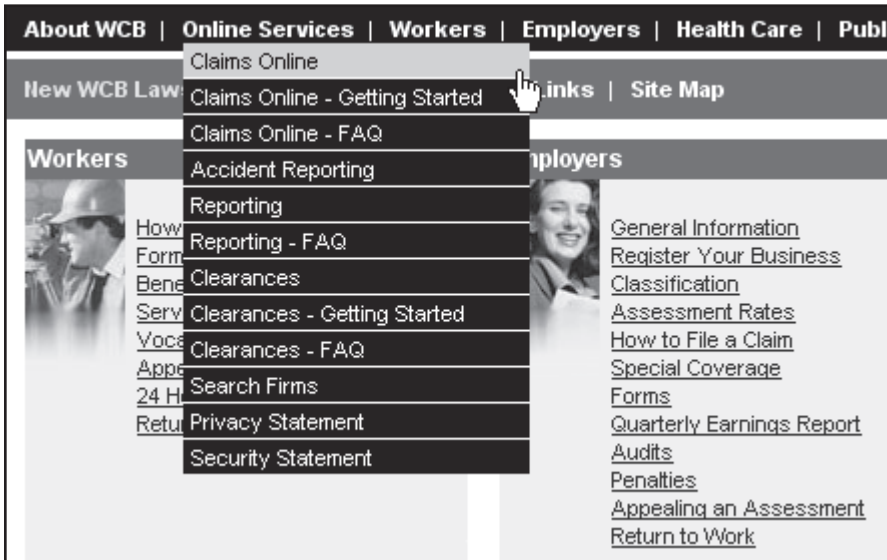 About WCB | Online Services | Workers | Employers | Health Care |
New WCB Site Map
Claims Online
Claims Online - Getting Started
Claims Online - FAQ
Accident Reporting
Reporting
Reporting - FAQ
Clearances
Clearances - Getting Started
Clearances - FAQ
Search Firms
Privacy Statement
Security Statement
Workers
How
24
General Information
Register Your Business
Classification
Assessment Rates
How to File a Claim
Special Coverage
Forms
Quarterly Earnings Report
Audits
Penalties
Appealing an Assessment
Return to Work